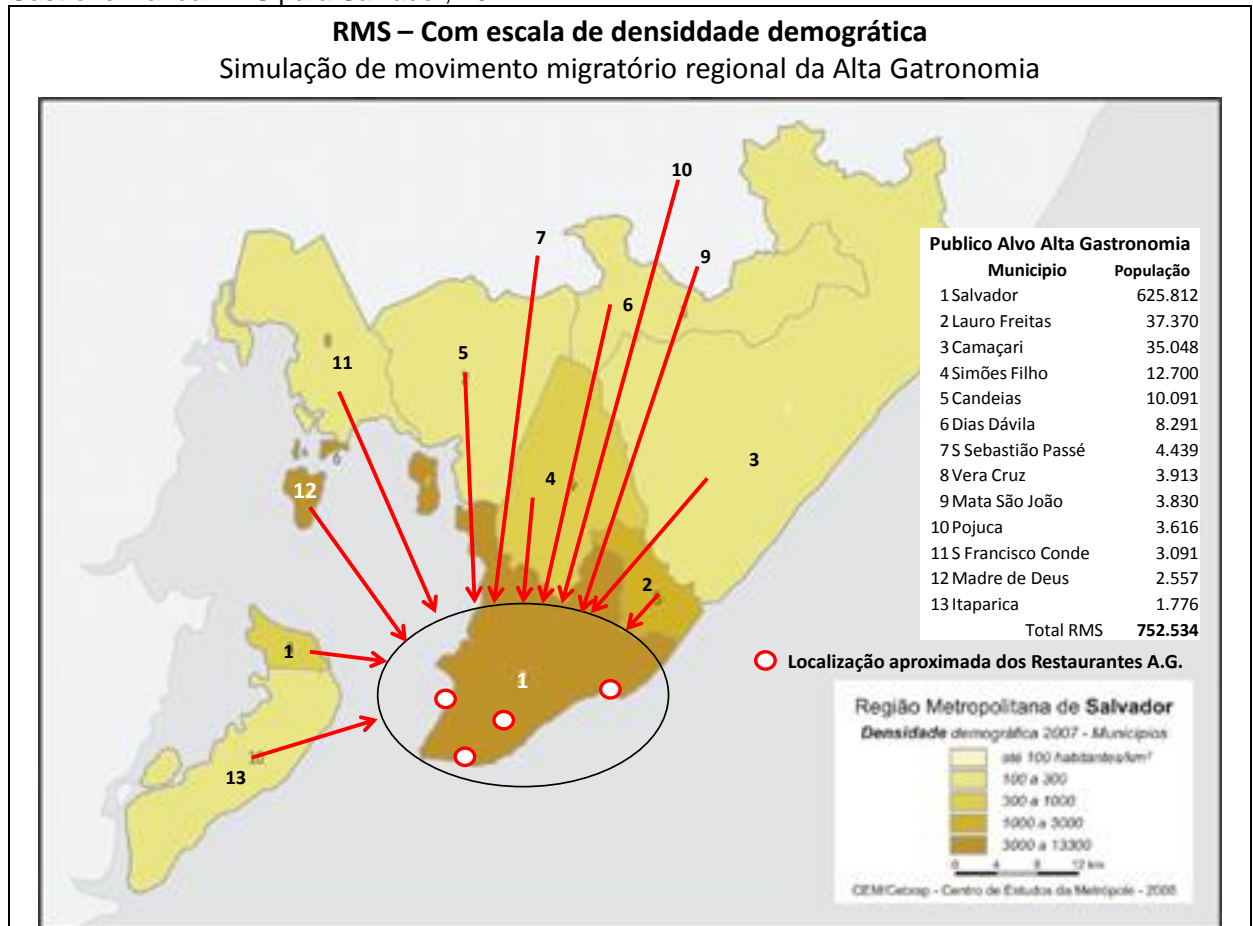 RMS – Com escala de densiddade demogrática
Simulação de movimento migratório regional da Alta Gatronomia
10
7
9
6
5
11
3
4
12
2
1
1
13
Publico Alvo Alta Gastronomia
Municipio População
1 Salvador 625.812
2 Lauro Freitas 37.370
3 Camaçari 35.048
4 Simões Filho 12.700
5 Candeias 10.091
6 Dias Dávila 8.291
7 S Sebastião Passé 4.439
8 Vera Cruz 3.913
9 Mata São João 3.830
10 Pojuca 3.616
11 S Francisco Conde 3.091
12 Madre de Deus 2.557
13 Itaparica 1.776
Total RMS 752.534
Localização aproximada dos Restaurantes A.G.
Região Metropolitana de Salvador
Densidade demográfica 2007 - Municípios
até 100 habitantes/km²
100 a 300
300 a 1000
1000 a 3000
3000 a 13300
0 4 8 12 km
CEM/Cebrap - Centro de Estudos da Metrópole - 2008